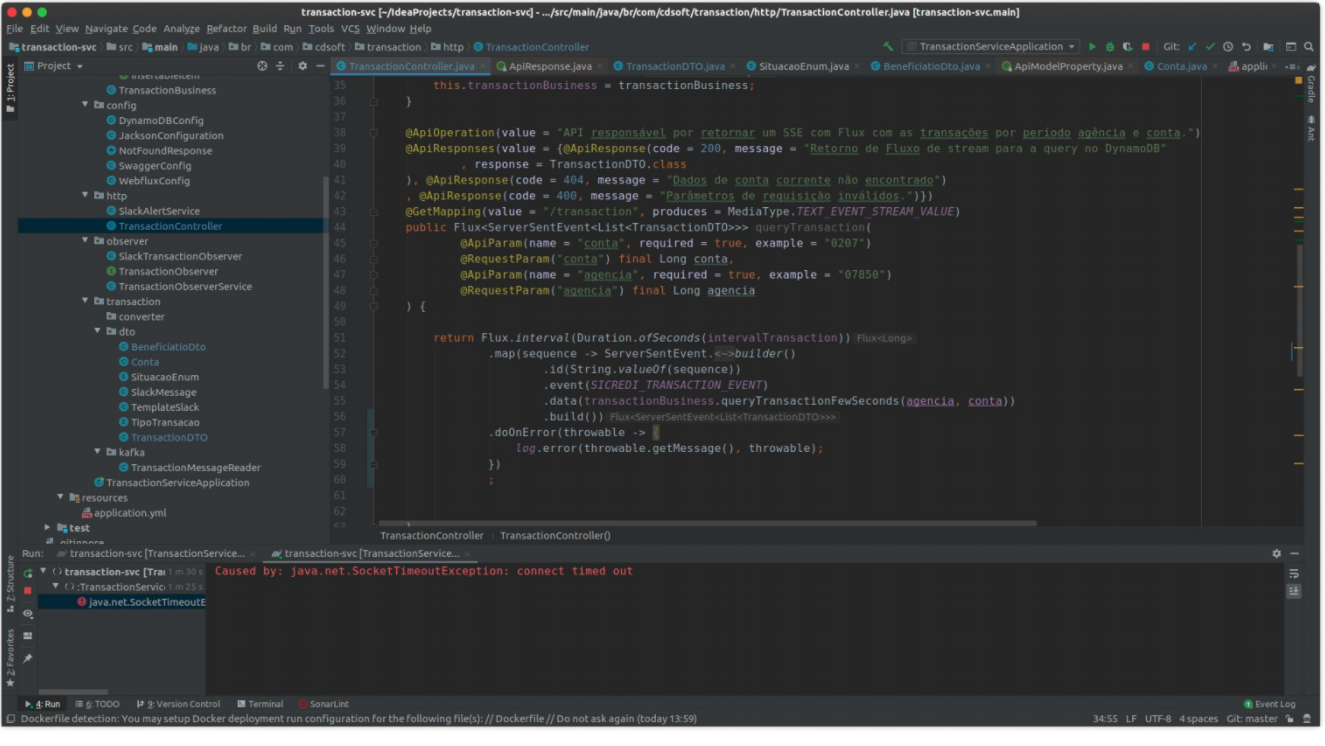 transaction-svc [~/IdeaProjects/transaction-svc] - .../src/main/java/br/com/cdsoft/transaction/http/TransactionController.java [transaction-svc.main]
File Edit View Navigate Code Analyze Refactor Build Run Tools VCS Window Help
transaction-svc src main java br com cdsoft transaction http TransactionController TransactionServiceApplication Git:
Project TransactionController.java ApiResponse.java TransactionDTO.java SituacaoEnum.java BeneficiatioDto.java ApiModelProperty.java Conta.java applic
1: Project
Gradle
Ant
InsertableItem
TransactionBusiness
config
DynamoDBConfig
JacksonConfiguration
NotFoundResponse
SwaggerConfig
WebfluxConfig
http
SlackAlertService
TransactionController
observer
SlackTransactionObserver
TransactionObserver
TransactionObserverService
transaction
converter
dto
BeneficiatioDto
Conta
SituacaoEnum
SlackMessage
TemplateSlack
TipoTransacao
TransactionDTO
kafka
TransactionMessageReader
TransactionServiceApplication
resources
application.yml
test
.gitignore
35 this.transactionBusiness = transactionBusiness;
36 }
37
38 @ApiOperation(value = "API responsável por retornar um SSE com Flux com as transações por período agência e conta.")
39 @ApiResponses(value = {@ApiResponse(code = 200, message = "Retorno de Fluxo de stream para a query no DynamoDB"
40 , response = TransactionDTO.class
41 ), @ApiResponse(code = 404, message = "Dados de conta corrente não encontrado")
42 , @ApiResponse(code = 400, message = "Parâmetros de requisição inválidos.")})
43 @GetMapping(value = "/transaction", produces = MediaType.TEXT_EVENT_STREAM_VALUE)
44 public Flux<ServerSentEvent<List<TransactionDTO>>> queryTransaction(
45 @ApiParam(name = "conta", required = true, example = "0207")
46 @RequestParam("conta") final Long conta,
47 @ApiParam(name = "agencia", required = true, example = "07850")
48 @RequestParam("agencia") final Long agencia
49 ) {
50
51 return Flux.interval(Duration.ofSeconds(intervalTransaction)) Flux<Long>
52 .map(sequence -> ServerSentEvent.<~>builder()
53 .id(String.valueOf(sequence))
54 .event(SICREDI_TRANSACTION_EVENT)
55 .data(transactionBusiness.queryTransactionFewSeconds(agencia, conta))
56 .build()) Flux<ServerSentEvent<List<TransactionDTO>>>
57 .doOnError(throwable -> {
58 log.error(throwable.getMessage(), throwable);
59 })
60 ;
61
62
63 }
TransactionController TransactionController()
Run: transaction-svc [TransactionService... transaction-svc [TransactionService...
transaction-svc [Trai 1 m 30 s
:TransactionServic 1 m 25 s
java.net.SocketTimeoutE
Caused by: java.net.SocketTimeoutException: connect timed out
Z: Structure
2: Favorites
4: Run 6: TODO 9: Version Control Terminal SonarLint 1 Event Log
Dockerfile detection: You may setup Docker deployment run configuration for the following file(s): // Dockerfile // Do not ask again (today 13:59) 34:55 LF UTF-8 4 spaces Git: master